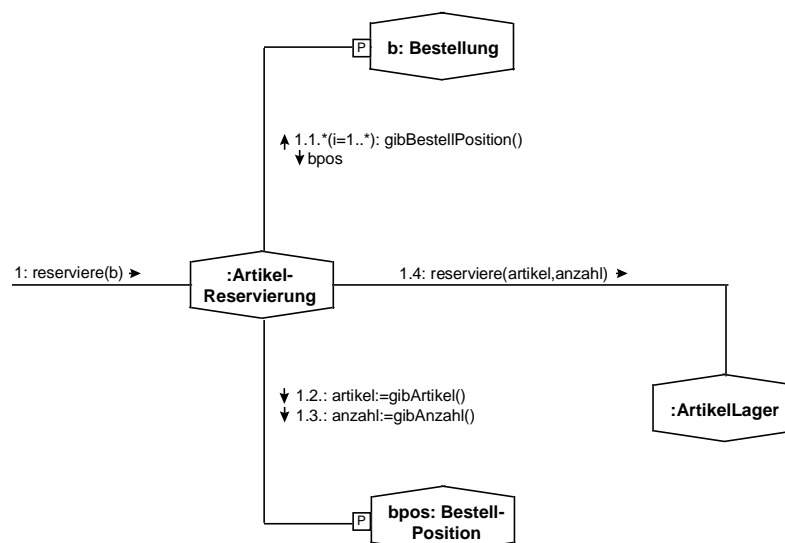 P
b: Bestellung
1.1.*(i=1..*): gibBestellPosition()
bpos
1: reserviere(b)
:Artikel-
Reservierung
1.4: reserviere(artikel,anzahl)
1.2.: artikel:=gibArtikel()
1.3.: anzahl:=gibAnzahl()
:ArtikelLager
P
bpos: Bestell-
Position